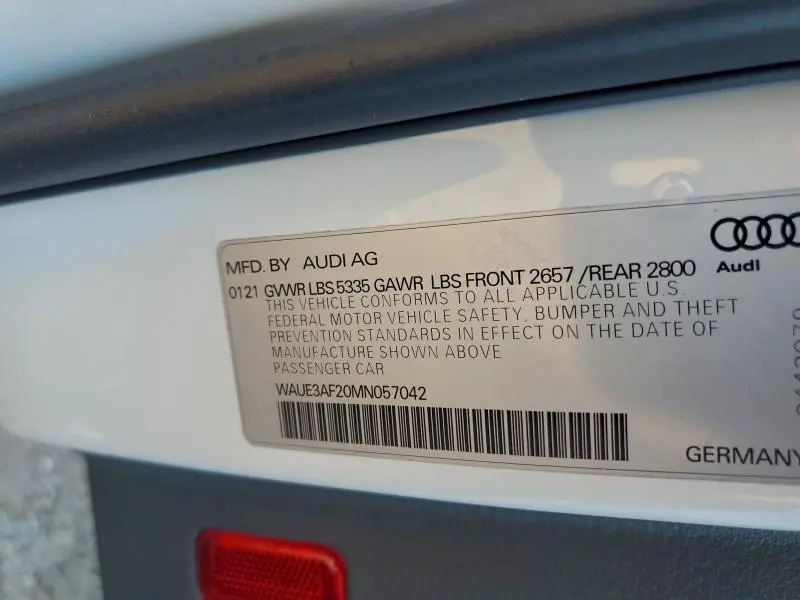 MFD. BY AUDI AG
0121 GVWR LBS 5335 GAWR LBS FRONT 2657 /REAR 2800
THIS VEHICLE CONFORMS TO ALL APPLICABLE U.S.
FEDERAL MOTOR VEHICLE SAFETY, BUMPER AND THEFT
PREVENTION STANDARDS IN EFFECT ON THE DATE OF
MANUFACTURE SHOWN ABOVE
PASSENGER CAR
WAUE3AF20MN057042
Audi
GERMANY